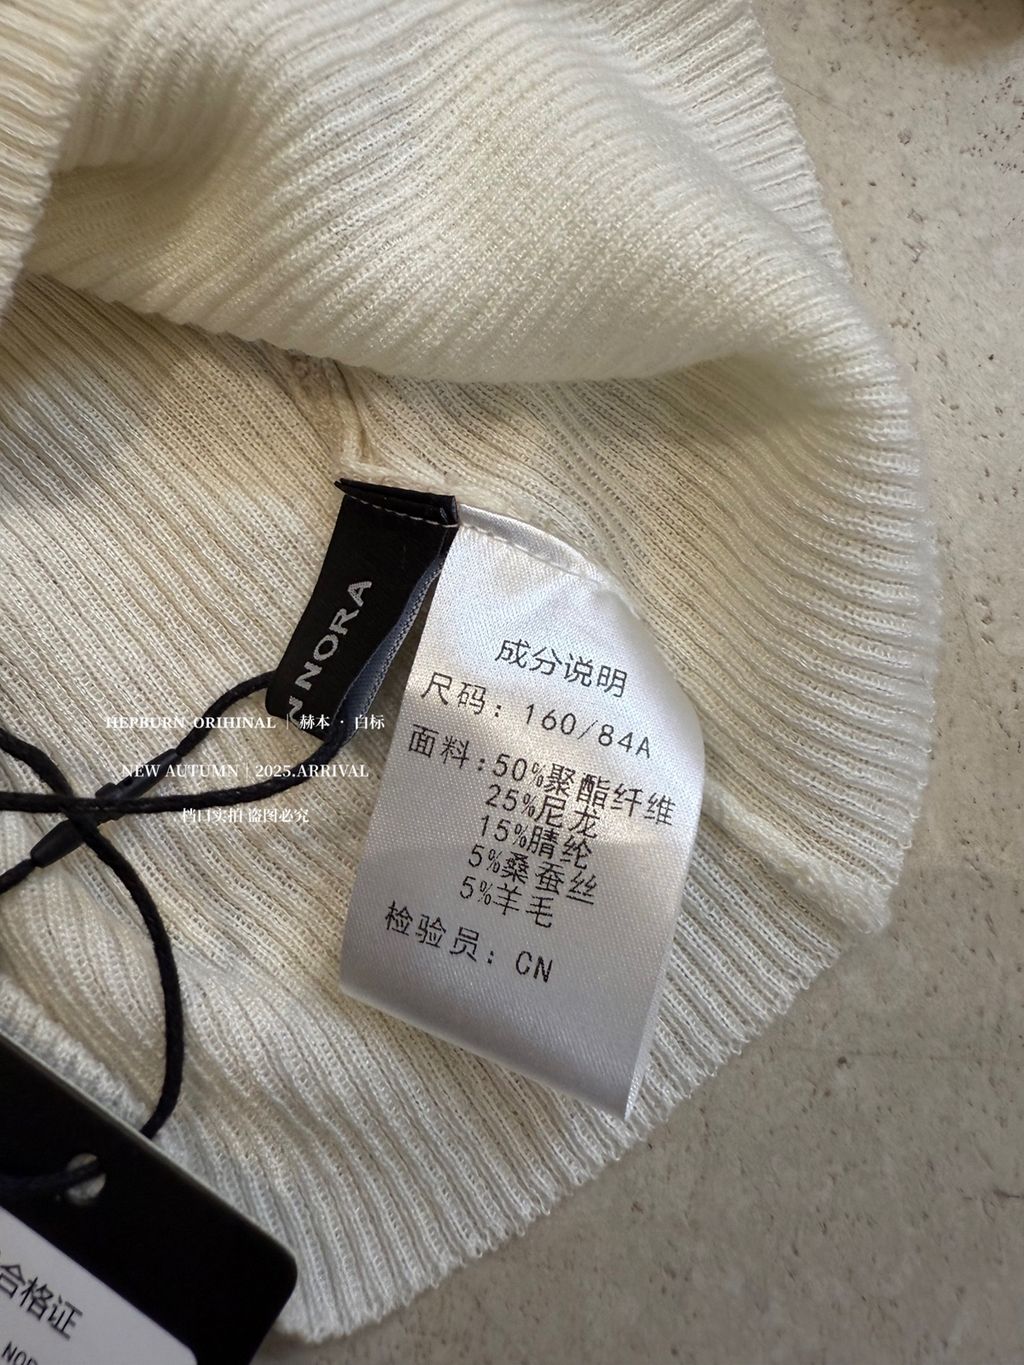 N NORA
成分说明
尺码: 160/84A
面料:50%聚酯纤维
25%尼龙
15%腈纶
5%桑蚕丝
5%羊毛
检验员: CN
HEPBURN ORIHINAL | 赫本 · 白标
NEW AUTUMN | 2025.ARRIVAL
档口实拍 盗图必究
合格证